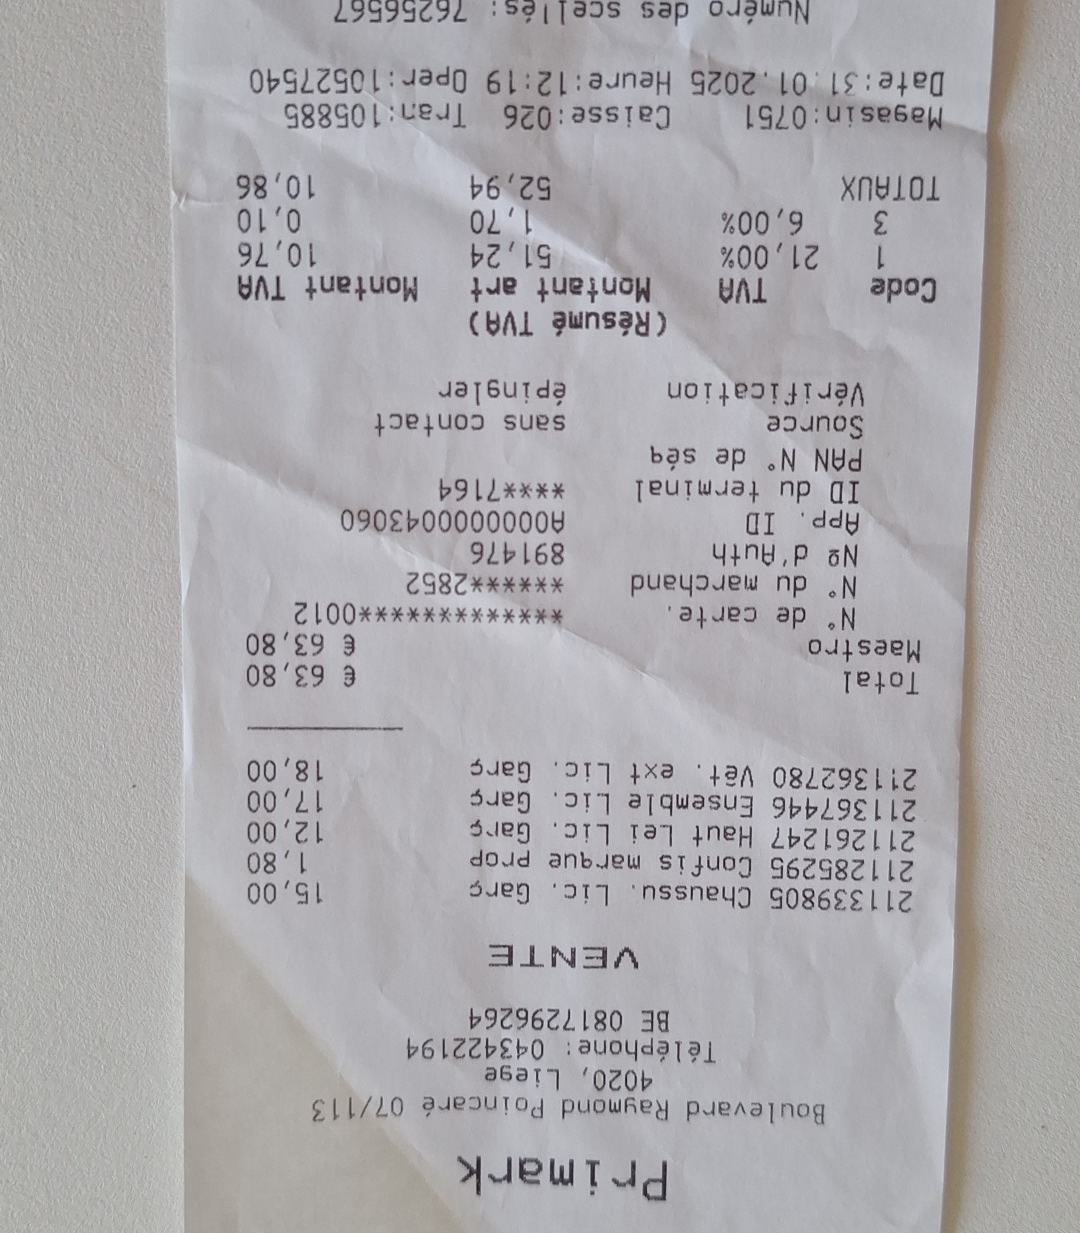 Primark
Boulevard Raymond Poincaré 07/113
4020, Liege
Téléphone: 043422194
BE 0817296264
VENTE
211339805 Chaussu. Lic. Garç 15,00
211285295 Confis marque prop 1,80
211261247 Haut Lei Lic. Garç 12,00
211367446 Ensemble Lic. Garç 17,00
211362780 Vêt. ext Lic. Garç 18,00
Total € 63,80
Maestro € 63,80
N° de carte. ***************0012
N° du marchand *******2852
Nº d'Auth 891476
App. ID A0000000043060
ID du terminal ****7164
PAN N° de séq
Source sans contact
Vérification épingler
(Résumé TVA)
Code TVA Montant art Montant TVA
1 21,00% 51,24 10,76
3 6,00% 1,70 0,10
TOTAUX 52,94 10,86
Magasin:0751 Caisse:026 Tran:105885
Date:31.01.2025 Heure:12:19 Oper:10527540
Numéro des scellés: 76256567